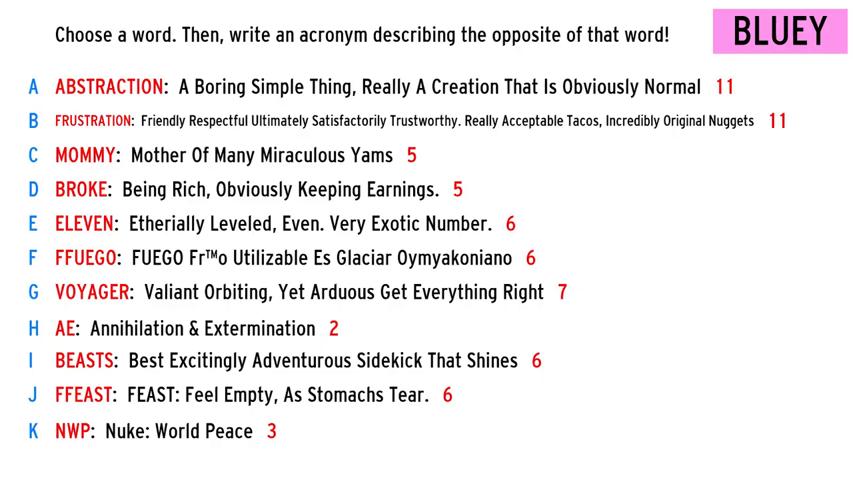 Choose a word. Then, write an acronym describing the opposite of that word!
BLUEY
A ABSTRACTION: A Boring Simple Thing, Really A Creation That Is Obviously Normal 11
B FRUSTRATION: Friendly Respectful Ultimately Satisfactorily Trustworthy. Really Acceptable Tacos, Incredibly Original Nuggets 11
C MOMMY: Mother Of Many Miraculous Yams 5
D BROKE: Being Rich, Obviously Keeping Earnings. 5
E ELEVEN: Etherially Leveled, Even. Very Exotic Number. 6
F FFUEGO: FUEGO Fr™o Utilizable Es Glaciar Oymyakoniano 6
G VOYAGER: Valiant Orbiting, Yet Arduous Get Everything Right 7
H AE: Annihilation & Extermination 2
I BEASTS: Best Excitingly Adventurous Sidekick That Shines 6
J FFEAST: FEAST: Feel Empty, As Stomachs Tear. 6
K NWP: Nuke: World Peace 3